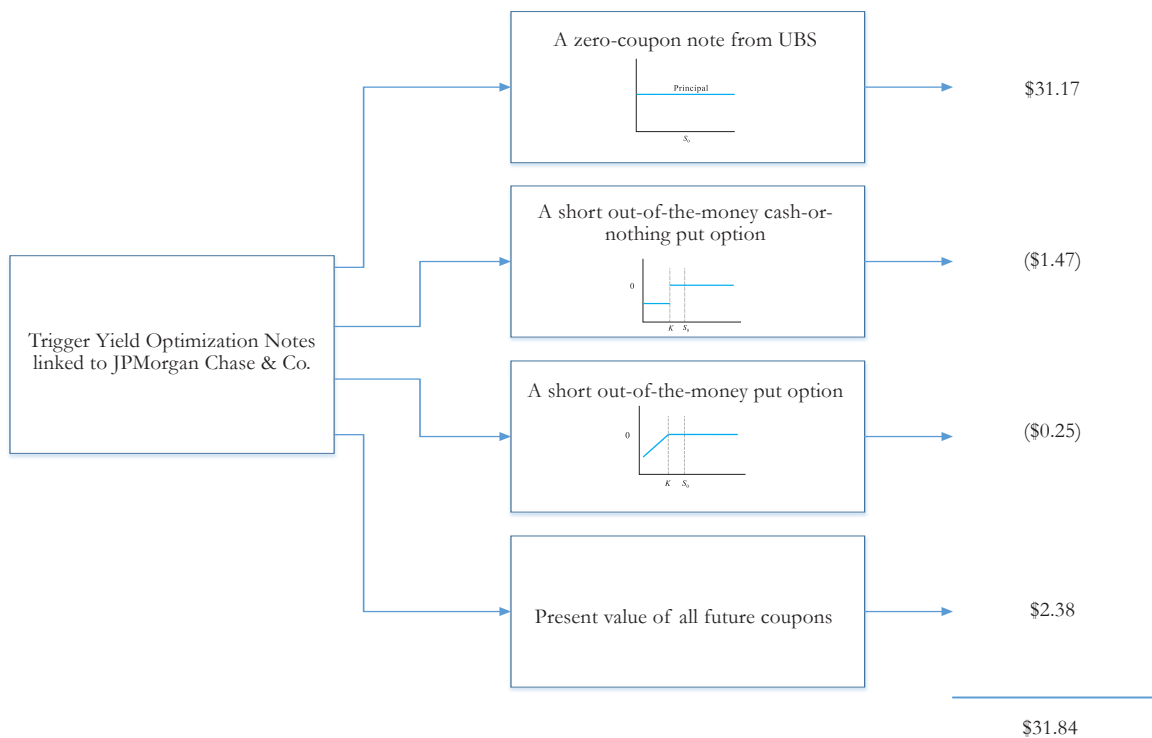 A zero-coupon note from UBS
Principal
S₀
$31.17
A short out-of-the-money cash-or-
nothing put option
0
K S₀
($1.47)
Trigger Yield Optimization Notes
linked to JPMorgan Chase & Co.
A short out-of-the-money put option
0
K S₀
($0.25)
Present value of all future coupons
$2.38
$31.84